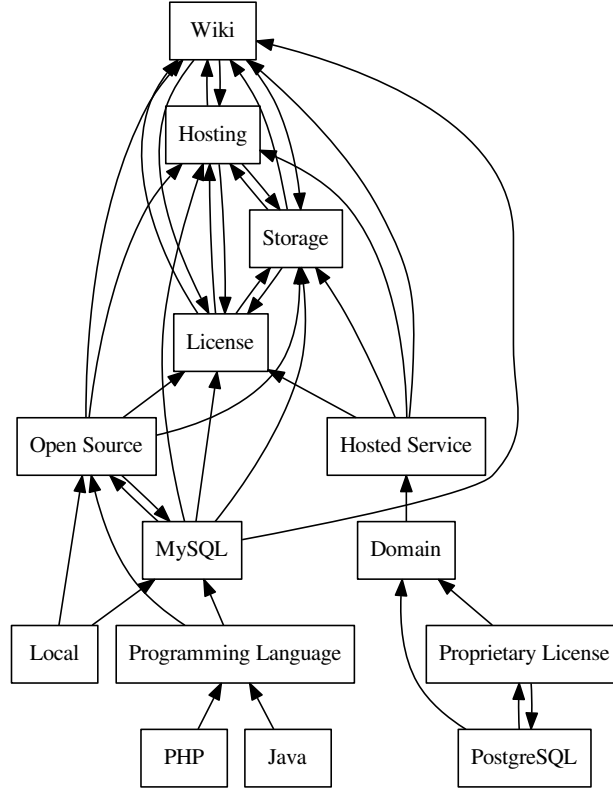 Wiki
Hosting
Storage
License
Open Source
Hosted Service
MySQL
Domain
Local
Programming Language
Proprietary License
PHP
Java
PostgreSQL